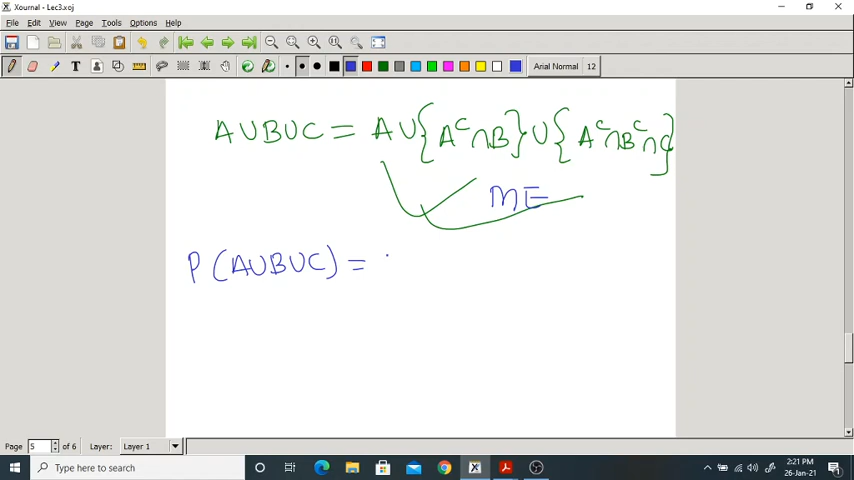 Xournal - Lec3.xoj
File Edit View Page Tools Options Help
Arial Normal 12
A∪B∪C = A∪{A^C∩B}∪{A^C∩B^C∩C}
ME
P(A∪B∪C) =
Page 5 of 6 Layer: Layer 1
Type here to search
2:21 PM
26-Jan-21